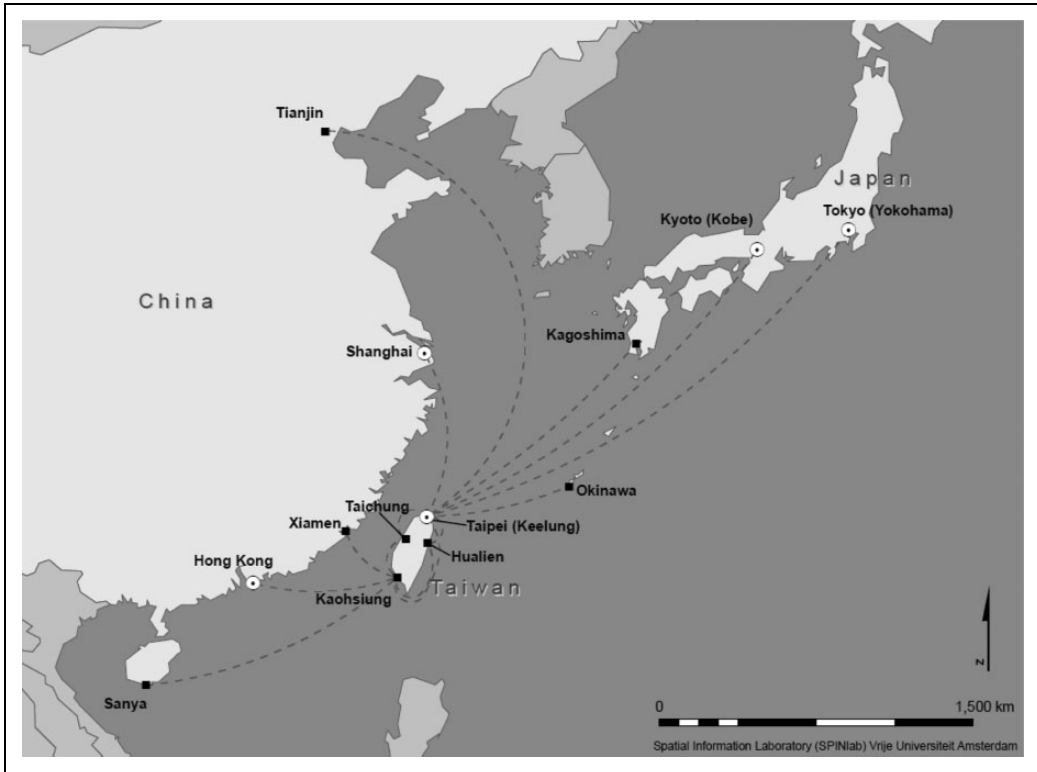 Tianjin
Japan
Kyoto (Kobe)
Tokyo (Yokohama)
China
Kagoshima
Shanghai
Okinawa
Taichung
Xiamen
Taipei (Keelung)
Hong Kong
Hualien
Taiwan
Kaohsiung
Sanya
N
0 1,500 km
Spatial Information Laboratory (SPINlab) Vrije Universiteit Amsterdam